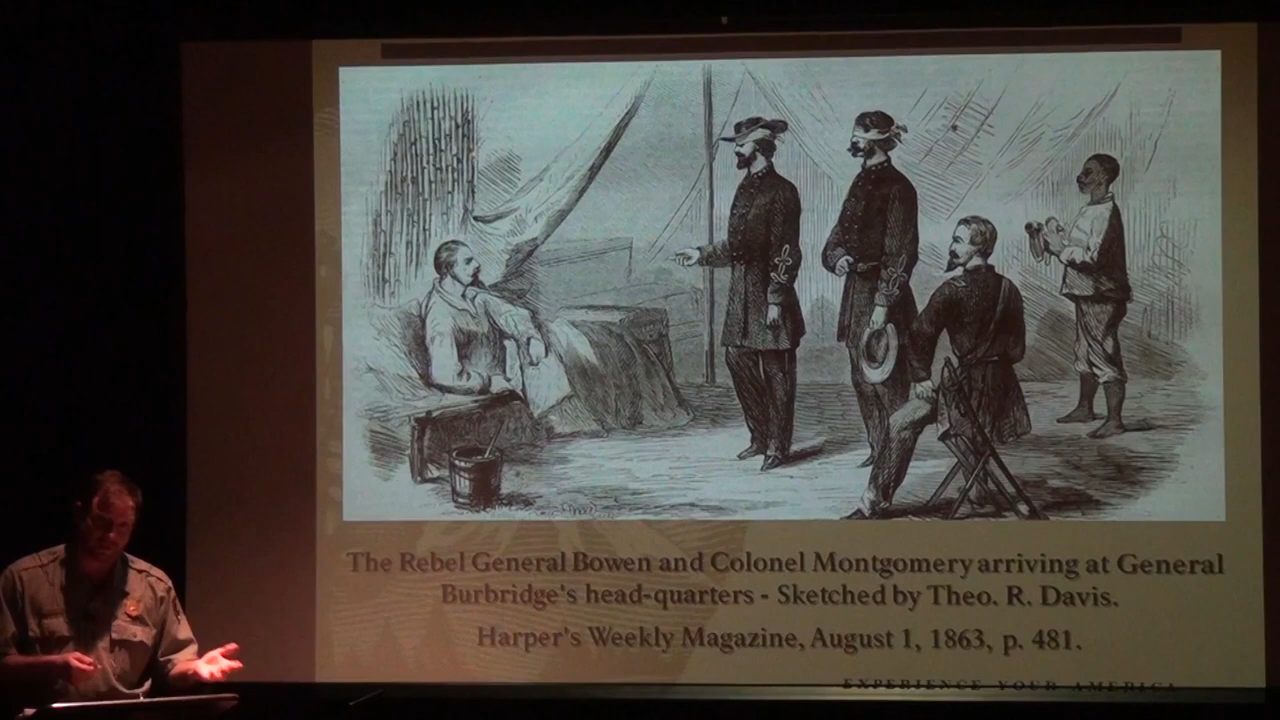 The Rebel General Bowen and Colonel Montgomery arriving at General
Burbridge's head-quarters - Sketched by Theo. R. Davis.
Harper's Weekly Magazine, August 1, 1863, p. 481.
EXPERIENCE YOUR AMERICA